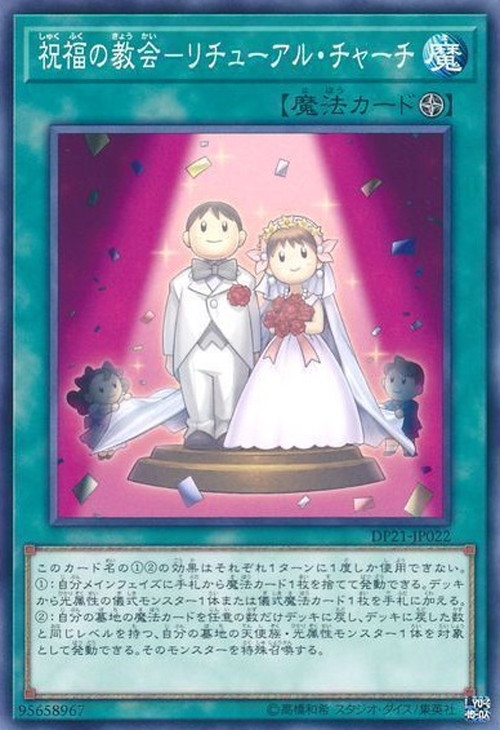 祝福の教会－リチューアル・チャーチ
魔
【魔法カード】
DP21-JP022
このカード名の①②の効果はそれぞれ1ターンに1度しか使用できない。
①：自分メインフェイズに手札から魔法カード1枚を捨てて発動できる。デッキ
から光属性の儀式モンスター1体または儀式魔法カード1枚を手札に加える。
②：自分の墓地の魔法カードを任意の数だけデッキに戻し、デッキに戻した数
と同じレベルを持つ、自分の墓地の天使族・光属性モンスター1体を対象
として発動できる。そのモンスターを特殊召喚する。
95658967
©高橋和希 スタジオ・ダイス/集英社